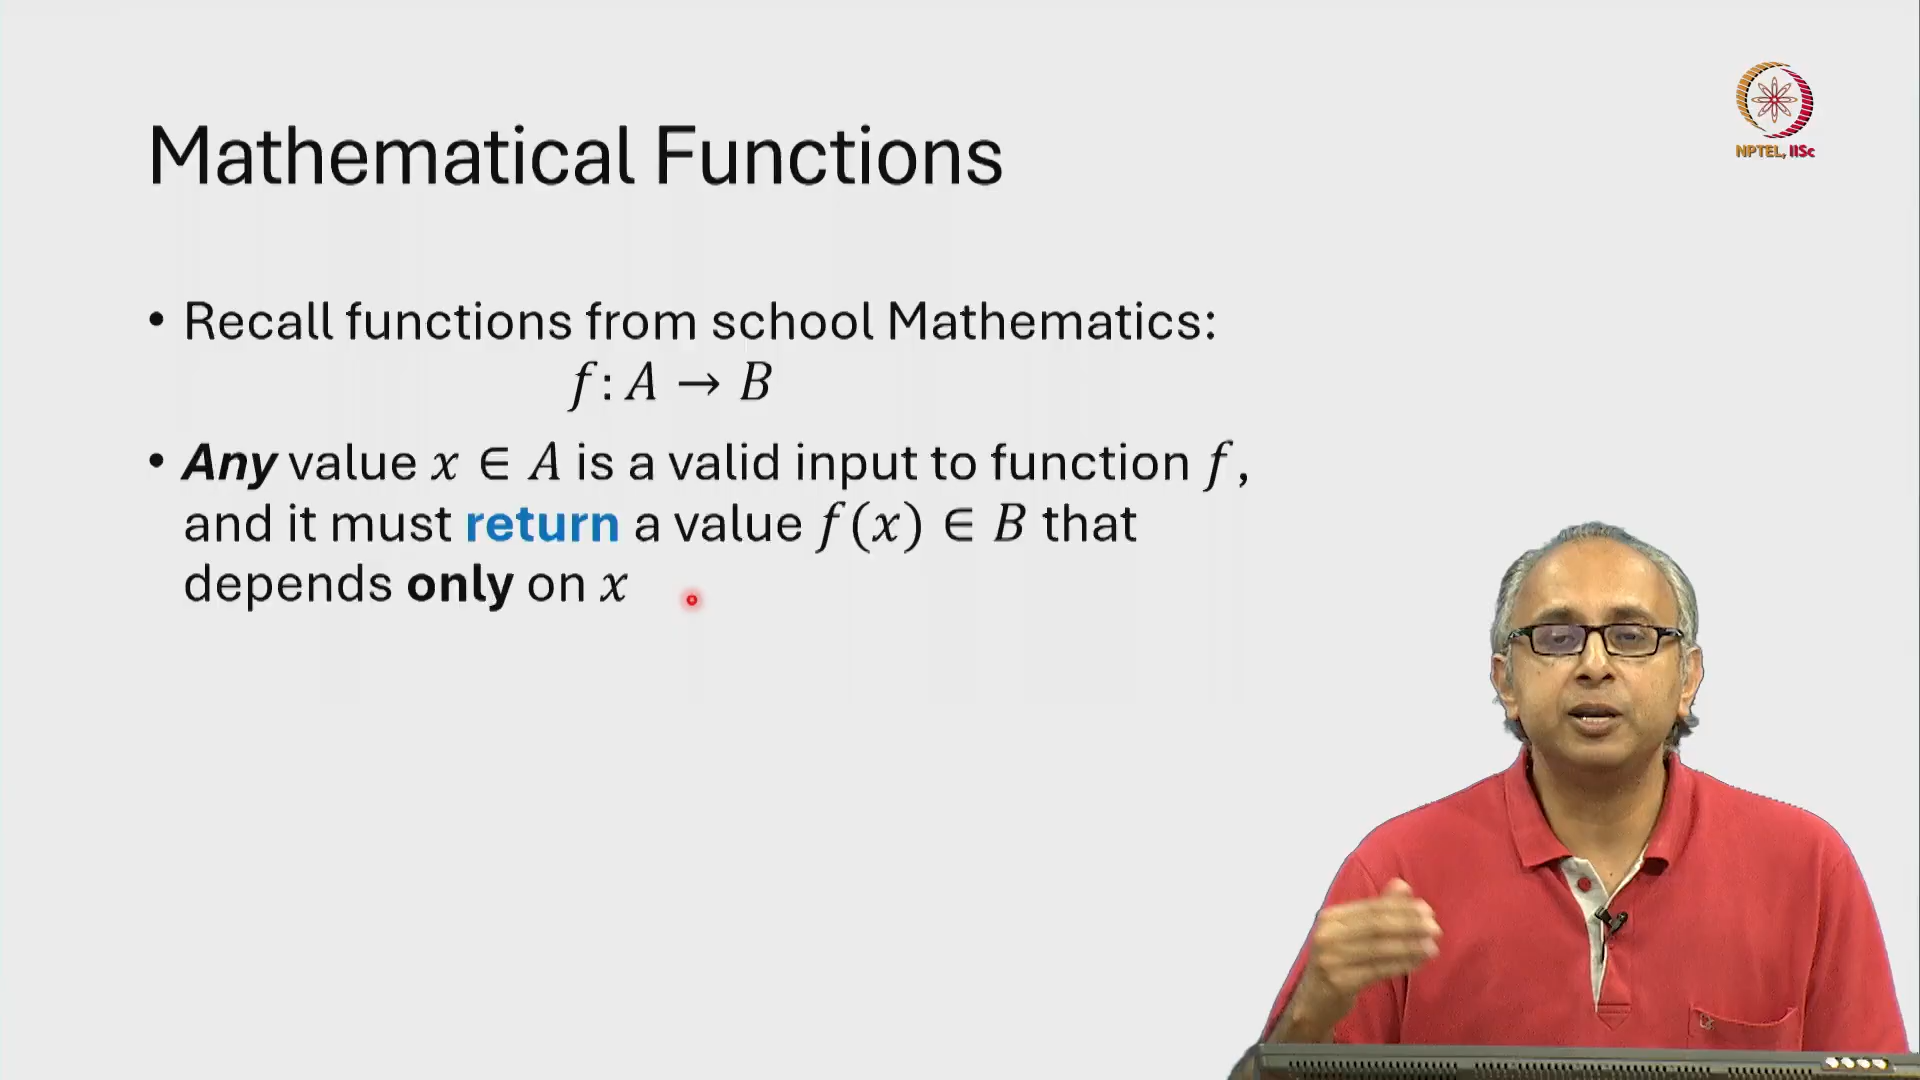 NPTEL, IISc
Mathematical Functions
• Recall functions from school Mathematics:
f : A → B
• Any value x ∈ A is a valid input to function f,
and it must return a value f(x) ∈ B that
depends only on x